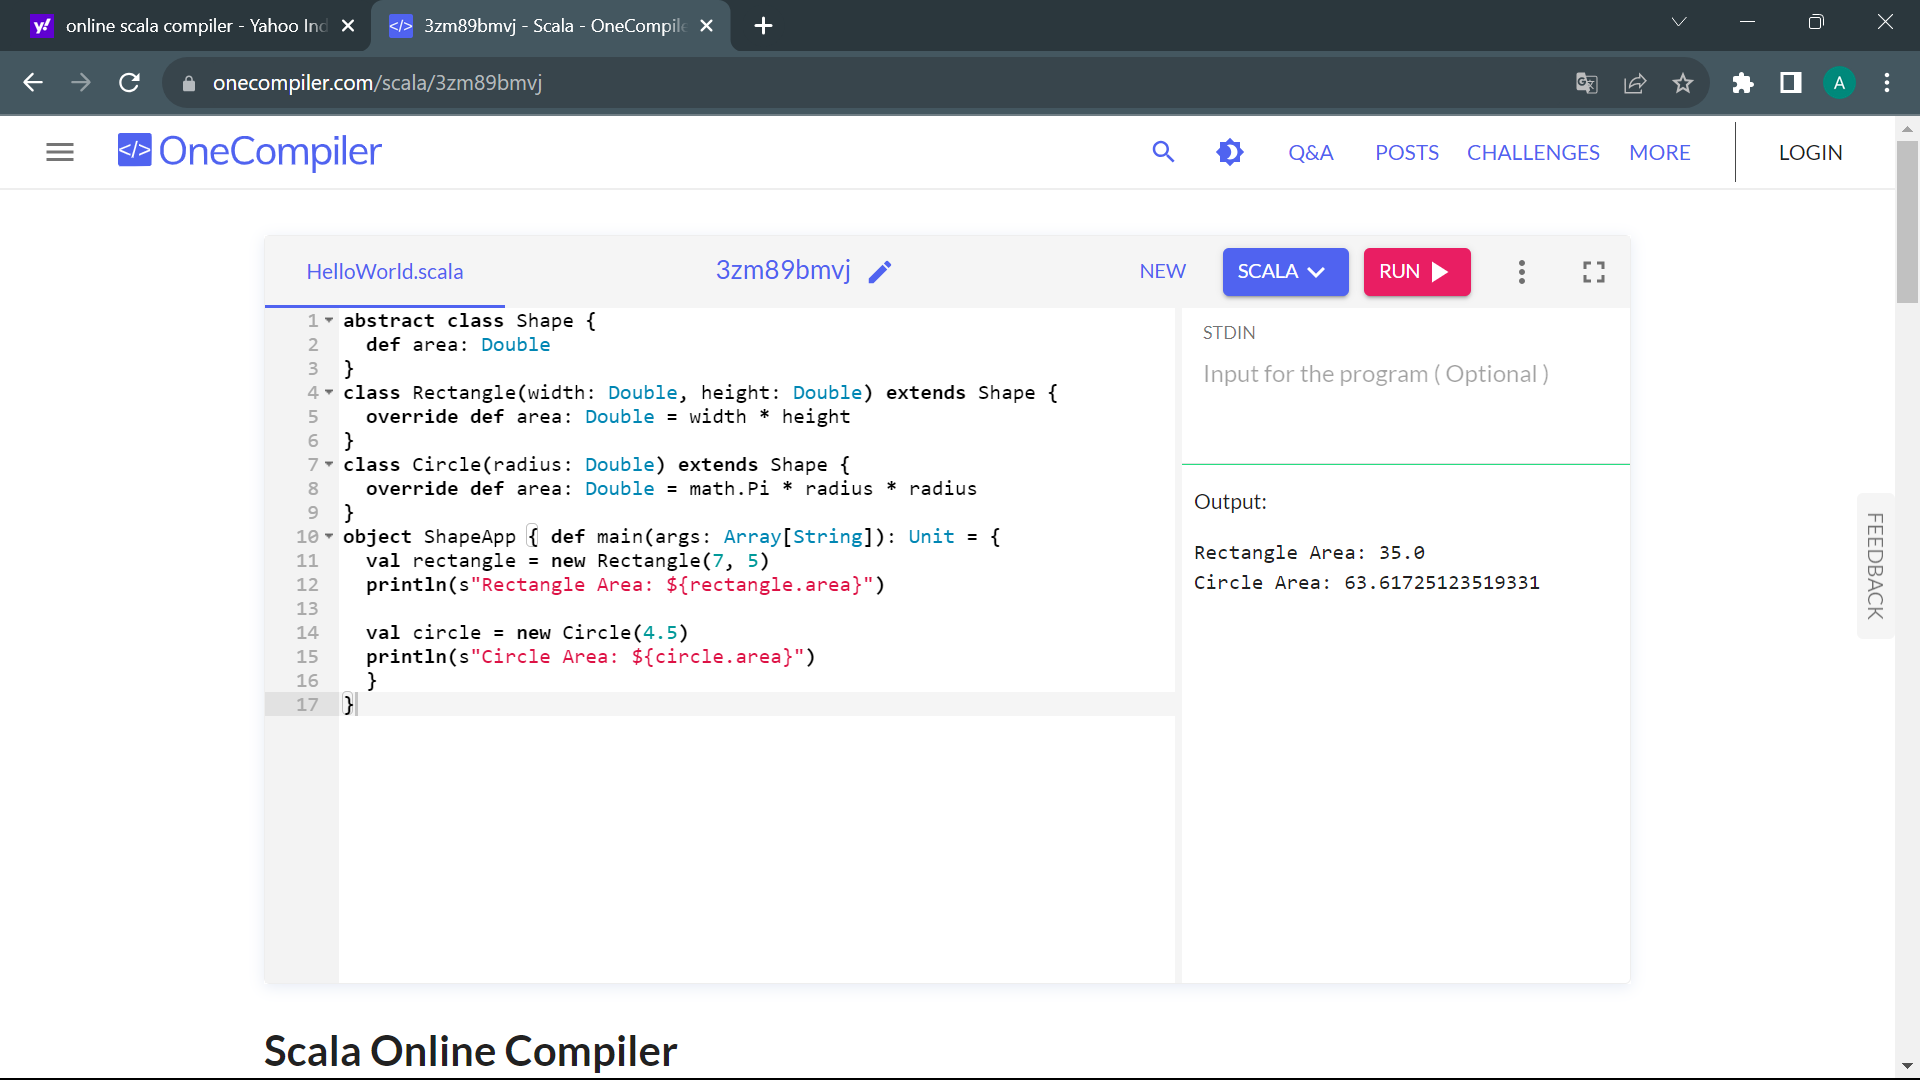 online scala compiler - Yahoo Ind
3zm89bmvj - Scala - OneCompile
onecompiler.com/scala/3zm89bmvj
A
</> OneCompiler
Q&A
POSTS
CHALLENGES
MORE
LOGIN
HelloWorld.scala
3zm89bmvj
NEW
SCALA
RUN
1 abstract class Shape {
2   def area: Double
3 }
4 class Rectangle(width: Double, height: Double) extends Shape {
5   override def area: Double = width * height
6 }
7 class Circle(radius: Double) extends Shape {
8   override def area: Double = math.Pi * radius * radius
9 }
10 object ShapeApp { def main(args: Array[String]): Unit = {
11   val rectangle = new Rectangle(7, 5)
12   println(s"Rectangle Area: ${rectangle.area}")
13
14   val circle = new Circle(4.5)
15   println(s"Circle Area: ${circle.area}")
16   }
17 }
STDIN
Input for the program ( Optional )
Output:
Rectangle Area: 35.0
Circle Area: 63.61725123519331
FEEDBACK
Scala Online Compiler